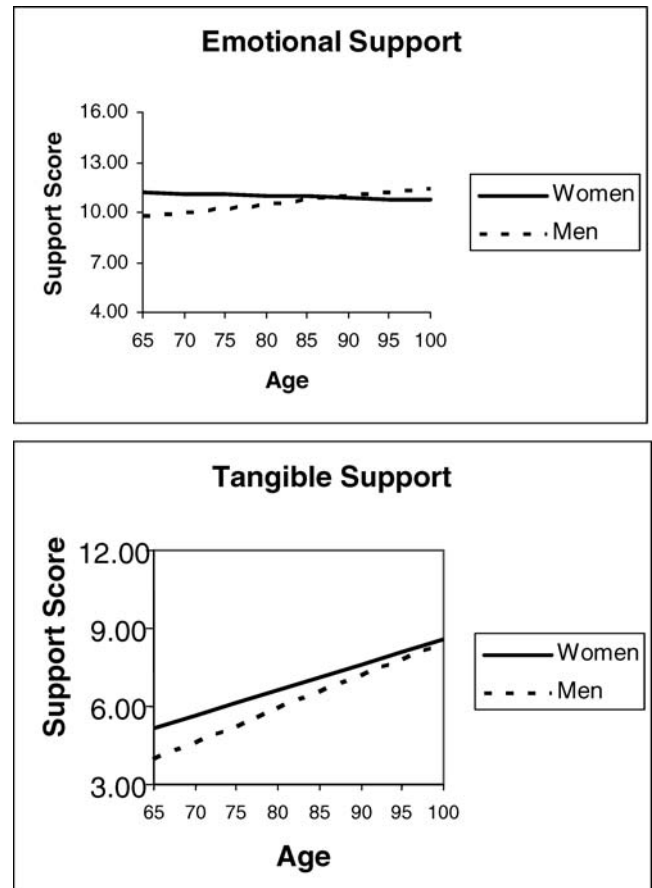 Emotional Support
16.00
13.00
10.00
7.00
4.00
Support Score
65 70 75 80 85 90 95 100
Age
Women
Men
Tangible Support
12.00
9.00
6.00
3.00
Support Score
65 70 75 80 85 90 95 100
Age
Women
Men